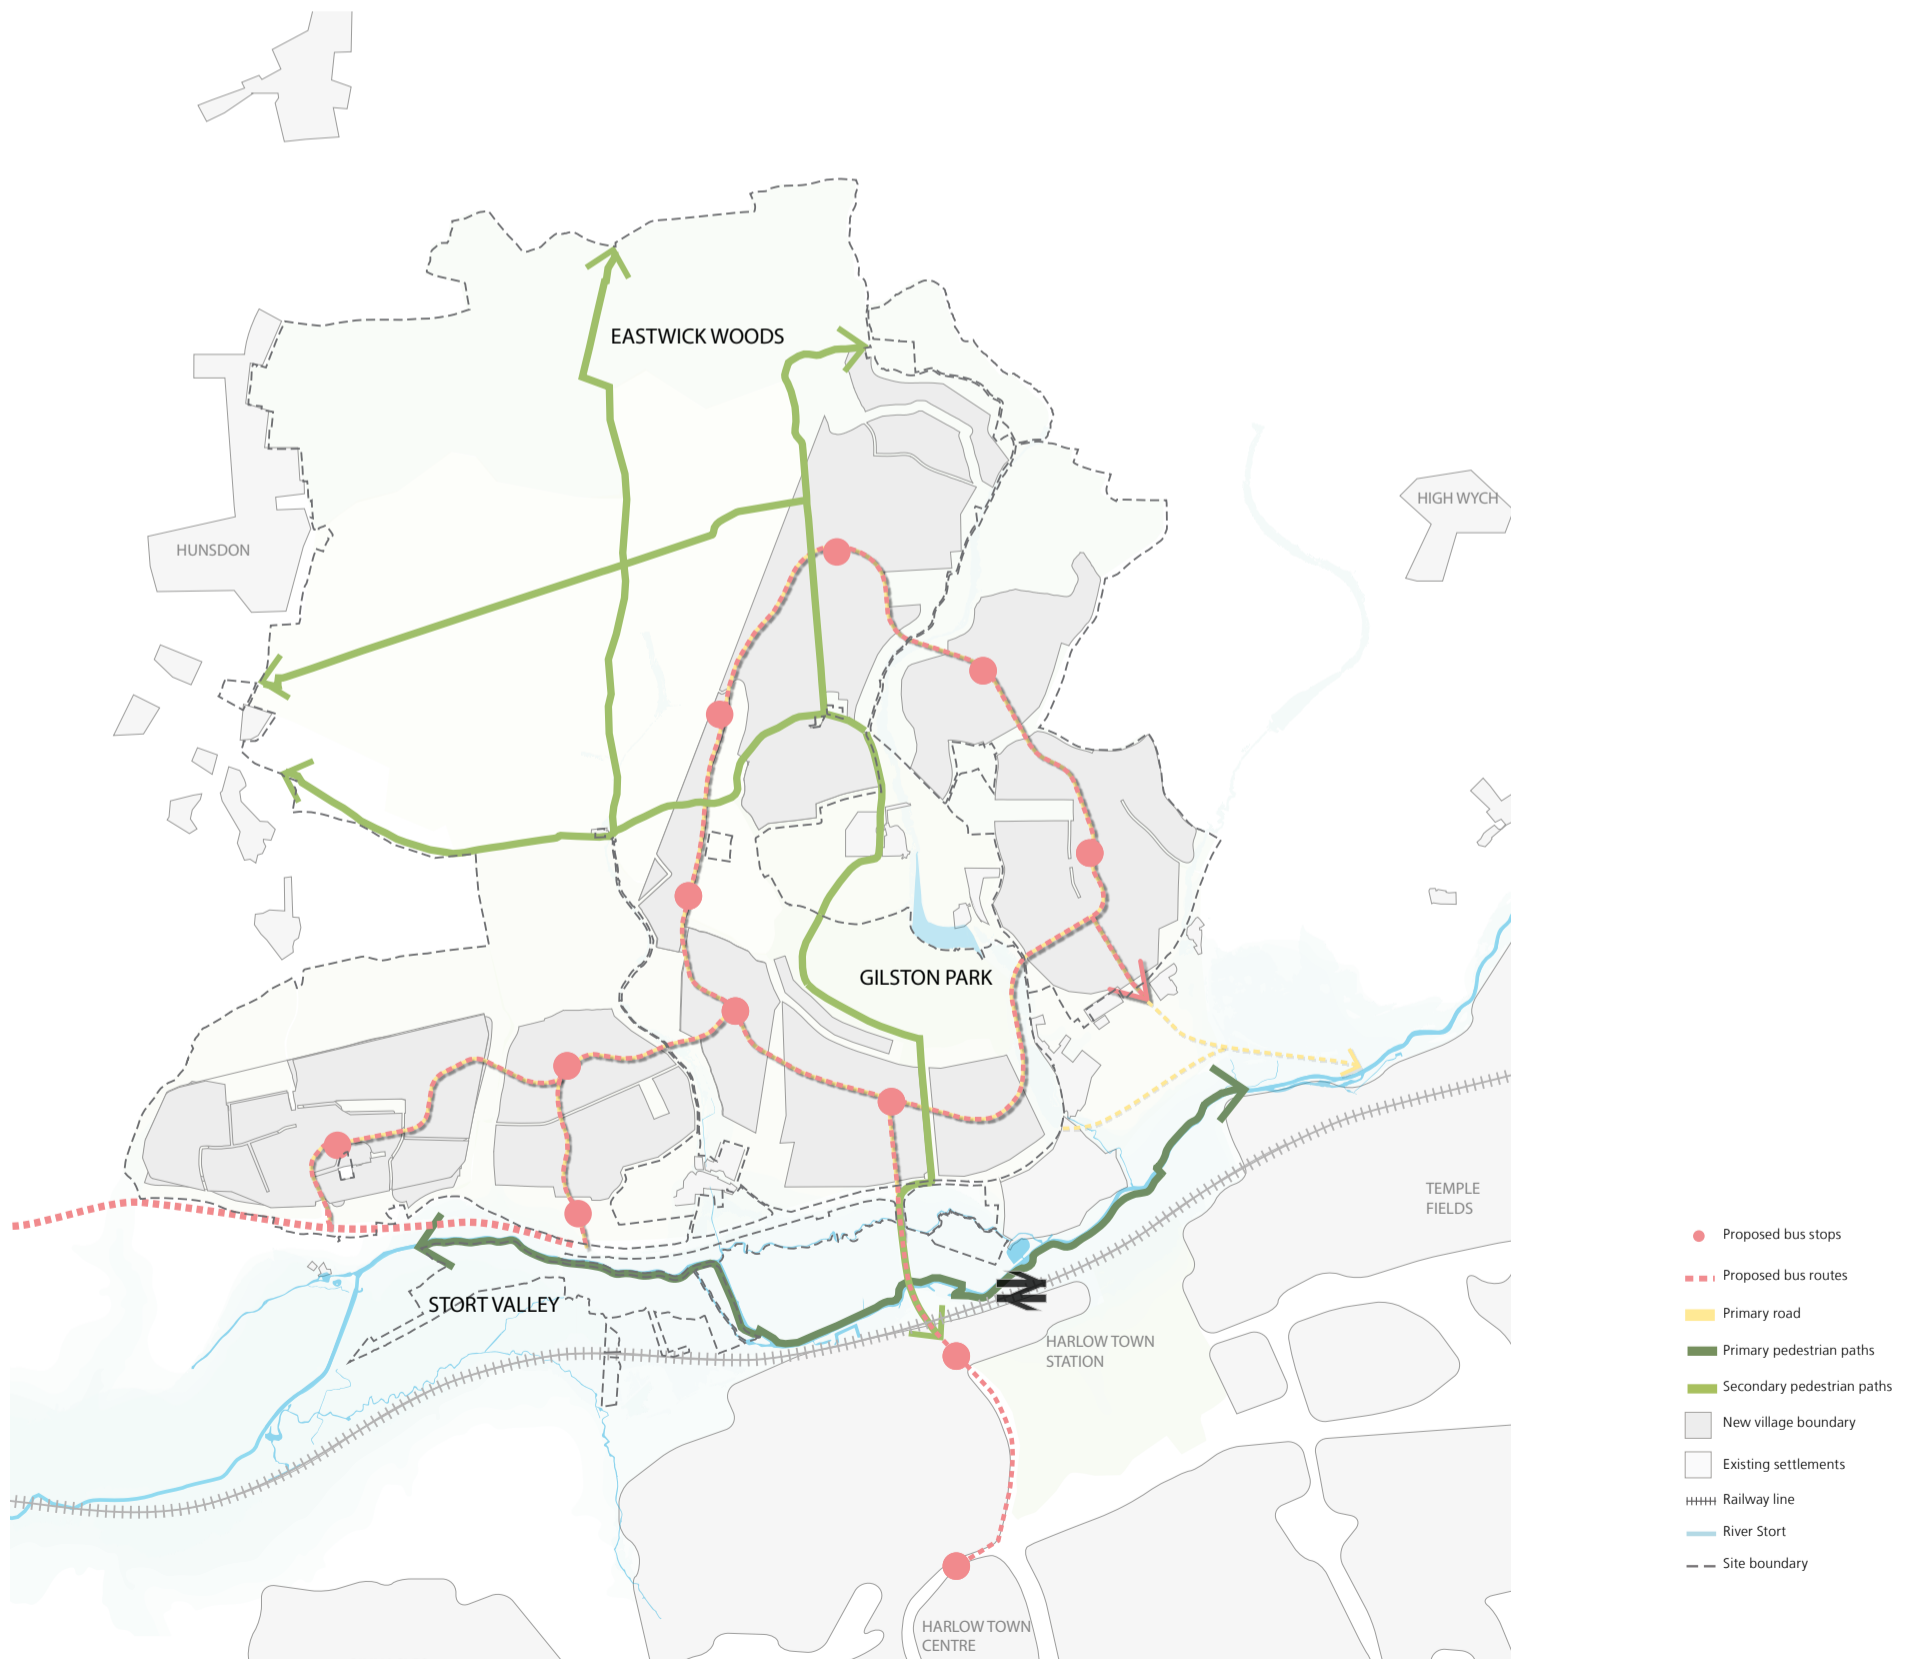 EASTWICK WOODS
HIGH WYCH
HUNSDON
GILSTON PARK
TEMPLE
FIELDS
STORT VALLEY
HARLOW TOWN
STATION
HARLOW TOWN
CENTRE
Proposed bus stops
Proposed bus routes
Primary road
Primary pedestrian paths
Secondary pedestrian paths
New village boundary
Existing settlements
Railway line
River Stort
Site boundary